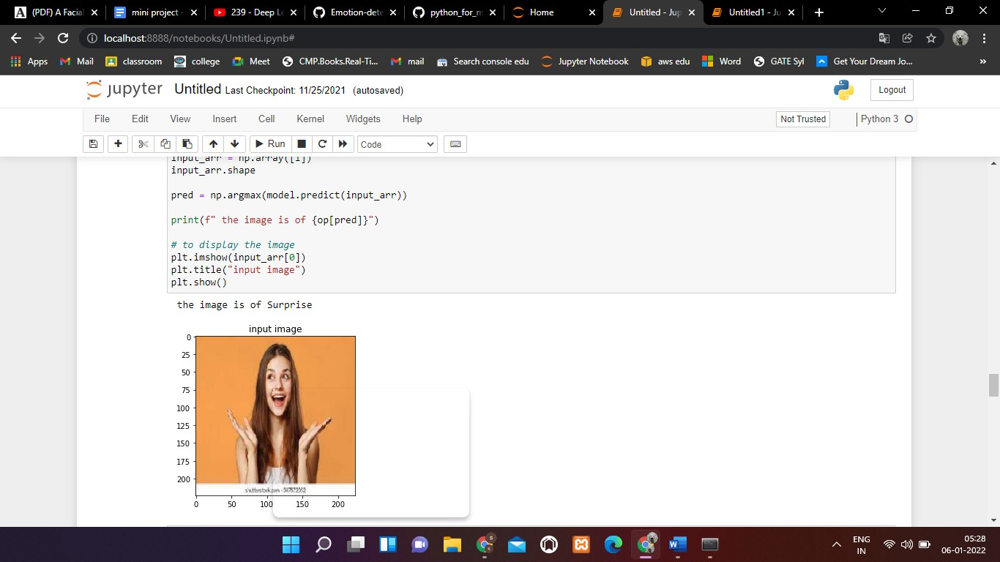 (PDF) A Facial
mini project -
239 - Deep Le
Emotion-dete
python_for_m
Home
Untitled - Jup
Untitled1 - Ju
localhost:8888/notebooks/Untitled.ipynb#
Apps
Mail
classroom
college
Meet
CMP.Books.Real-Ti...
mail
Search console edu
Jupyter Notebook
aws edu
Word
GATE Syl
Get Your Dream Jo...
»
jupyter Untitled Last Checkpoint: 11/25/2021 (autosaved)
Logout
File Edit View Insert Cell Kernel Widgets Help
Not Trusted
Python 3
Run
Code
input_arr = np.array([i])
input_arr.shape
pred = np.argmax(model.predict(input_arr))
print(f" the image is of {op[pred]}")
# to display the image
plt.imshow(input_arr[0])
plt.title("input image")
plt.show()
the image is of Surprise
input image
0
25
50
75
100
125
150
175
200
shutterstock.com
0 50 100 150 200
ENG
IN
05:28
06-01-2022